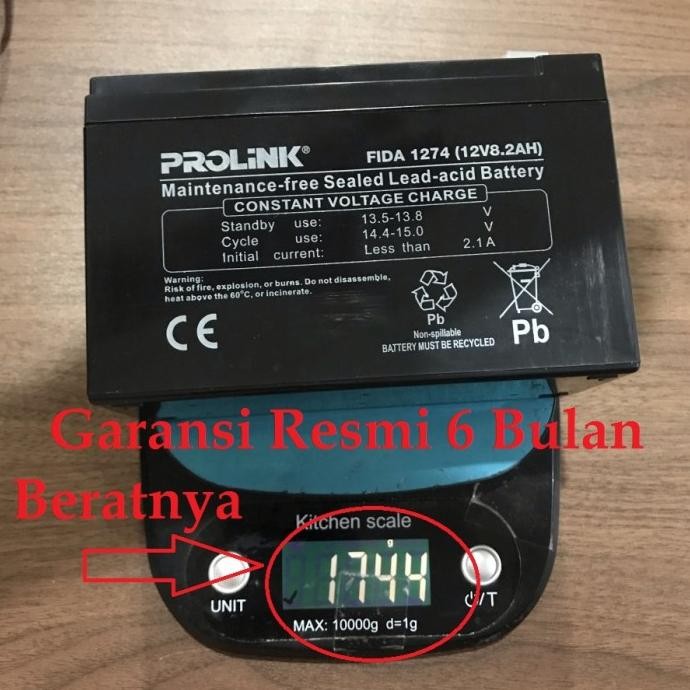 PROLiNK®
FIDA 1274 (12V8.2AH)
Maintenance-free Sealed Lead-acid Battery
CONSTANT VOLTAGE CHARGE
Standby use: 13.5-13.8 V
Cycle use: 14.4-15.0 V
Initial current: Less than 2.1 A
Warning:
Risk of fire, explosion, or burns. Do not disassemble,
heat above the 60°C, or incinerate.
CE
Pb
Non-spillable
BATTERY MUST BE RECYCLED
Pb
Garansi Resmi 6 Bulan
Beratnya
Kitchen scale
g
1744
UNIT
⏻/T
MAX: 10000g d=1g